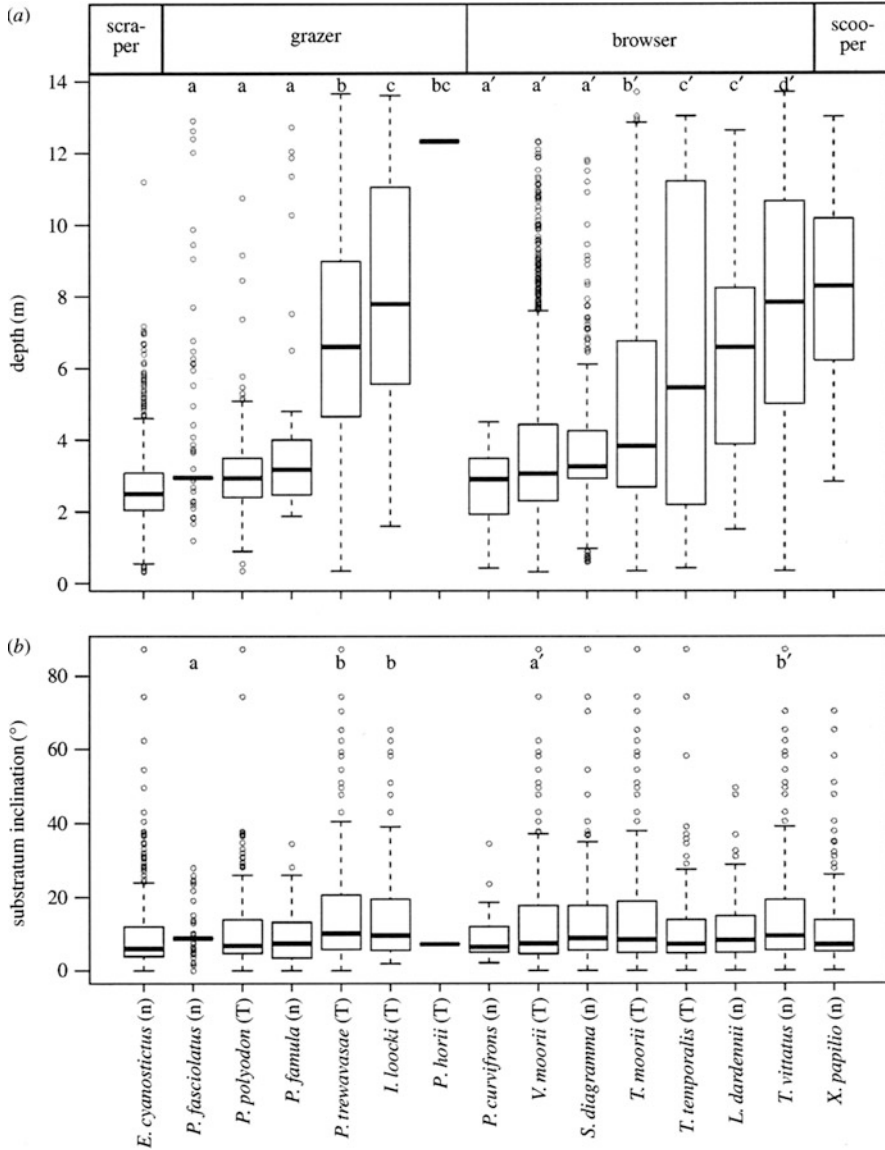 (a)
scra-
per
grazer
browser
scoo-
per
14
a a a b c bc a′ a′ a′ b′ c′ c′ d′
12
10
8
6
4
2
0
depth (m)
(b)
80
a b b a′ b′
60
40
20
0
substratum inclination (°)
E. cyanostictus (n)
P. fasciolatus (n)
P. polyodon (T)
P. famula (n)
P. trewavasae (T)
I. loocki (T)
P. horii (T)
P. curvifrons (n)
V. moorii (T)
S. diagramma (n)
T. moorii (T)
T. temporalis (T)
L. dardennii (n)
T. vittatus (n)
X. papilio (n)